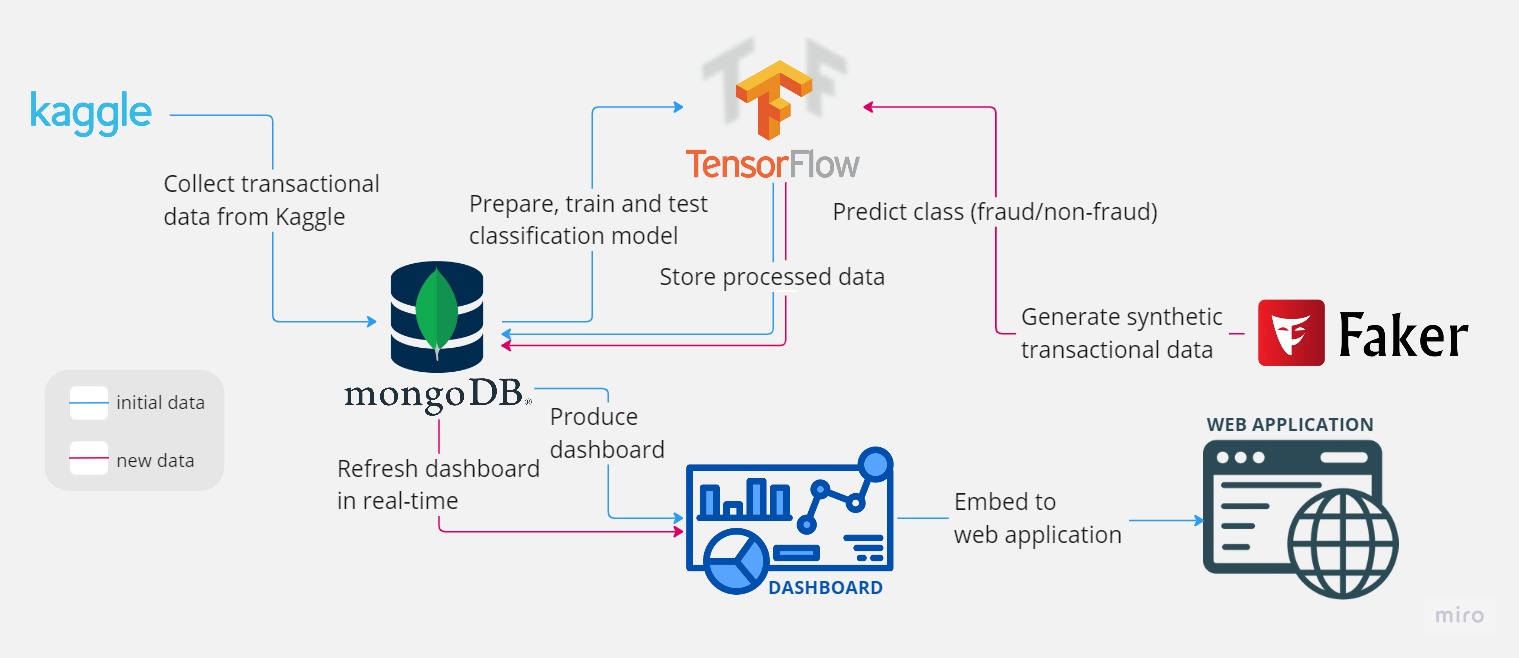 kaggle
Collect transactional
data from Kaggle
TF
TensorFlow
Prepare, train and test
classification model
Predict class (fraud/non-fraud)
Store processed data
Generate synthetic
transactional data
Faker
mongoDB®
initial data
new data
Produce
dashboard
Refresh dashboard
in real-time
DASHBOARD
Embed to
web application
WEB APPLICATION
miro